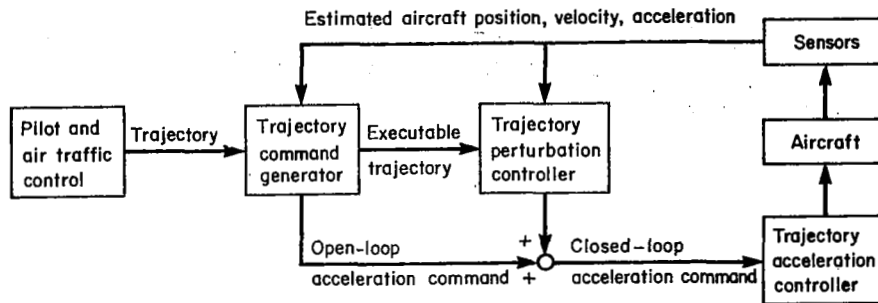 Estimated aircraft position, velocity, acceleration
Sensors
Pilot and
air traffic
control
Trajectory
Trajectory
command
generator
Executable
trajectory
Trajectory
perturbation
controller
Aircraft
Open-loop
acceleration command
+
+
Closed-loop
acceleration command
Trajectory
acceleration
controller